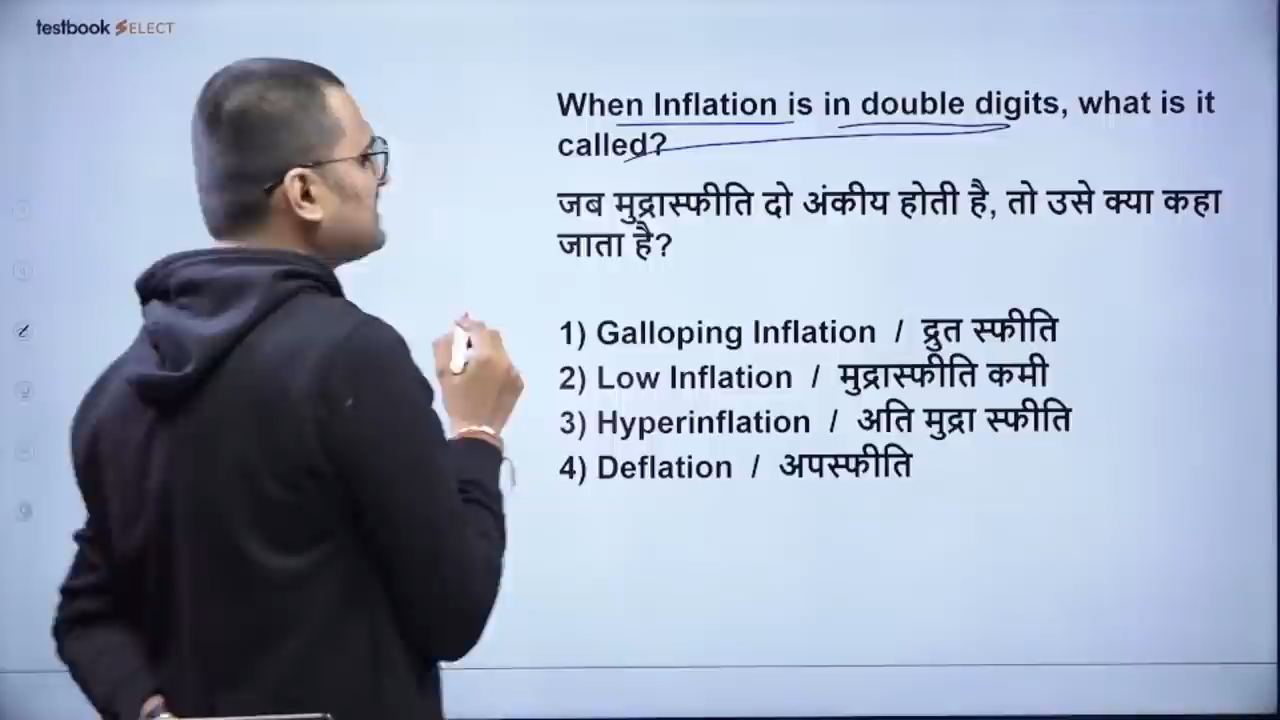 testbook SELECT
When Inflation is in double digits, what is it
called?
जब मुद्रास्फीति दो अंकीय होती है, तो उसे क्या कहा
जाता है?
1) Galloping Inflation / द्रुत स्फीति
2) Low Inflation / मुद्रास्फीति कमी
3) Hyperinflation / अति मुद्रा स्फीति
4) Deflation / अपस्फीति